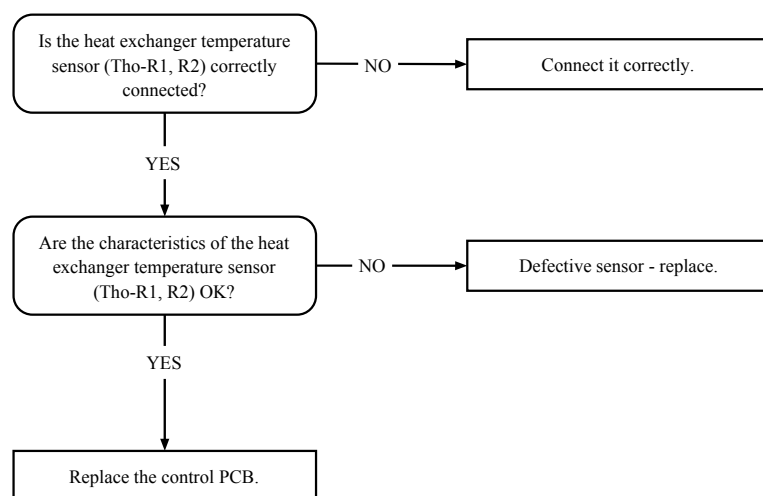 Is the heat exchanger temperature
sensor (Tho-R1, R2) correctly
connected?
NO
Connect it correctly.
YES
Are the characteristics of the heat
exchanger temperature sensor
(Tho-R1, R2) OK?
NO
Defective sensor - replace.
YES
Replace the control PCB.